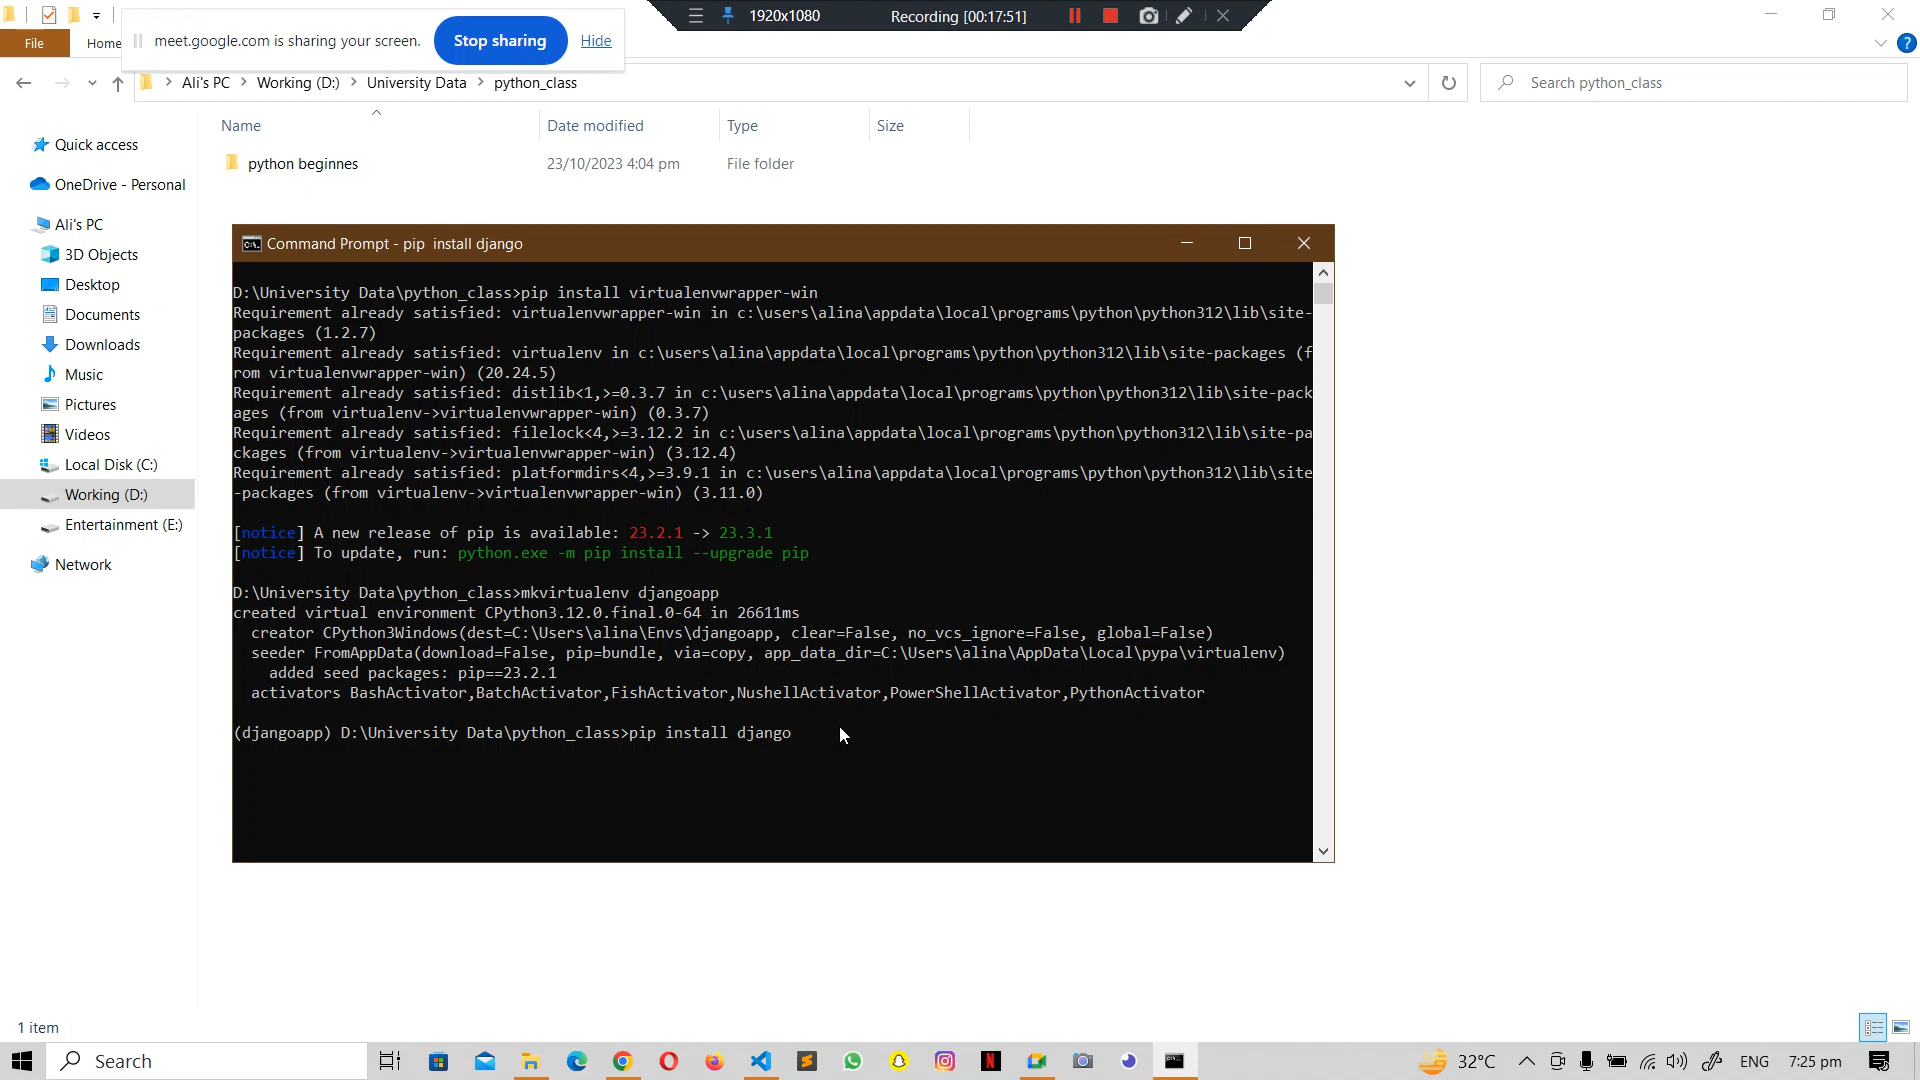 1920x1080
Recording [00:17:51]
meet.google.com is sharing your screen.
Stop sharing
Hide
File
Home
Ali's PC > Working (D:) > University Data > python_class
Search python_class
Name
Date modified
Type
Size
python beginnes
23/10/2023 4:04 pm
File folder
Quick access
OneDrive - Personal
Ali's PC
3D Objects
Desktop
Documents
Downloads
Music
Pictures
Videos
Local Disk (C:)
Working (D:)
Entertainment (E:)
Network
Command Prompt - pip  install django
D:\University Data\python_class>pip install virtualenvwrapper-win
Requirement already satisfied: virtualenvwrapper-win in c:\users\alina\appdata\local\programs\python\python312\lib\site-
packages (1.2.7)
Requirement already satisfied: virtualenv in c:\users\alina\appdata\local\programs\python\python312\lib\site-packages (f
rom virtualenvwrapper-win) (20.24.5)
Requirement already satisfied: distlib<1,>=0.3.7 in c:\users\alina\appdata\local\programs\python\python312\lib\site-pack
ages (from virtualenv->virtualenvwrapper-win) (0.3.7)
Requirement already satisfied: filelock<4,>=3.12.2 in c:\users\alina\appdata\local\programs\python\python312\lib\site-pa
ckages (from virtualenv->virtualenvwrapper-win) (3.12.4)
Requirement already satisfied: platformdirs<4,>=3.9.1 in c:\users\alina\appdata\local\programs\python\python312\lib\site
-packages (from virtualenv->virtualenvwrapper-win) (3.11.0)
[notice] A new release of pip is available: 23.2.1 -> 23.3.1
[notice] To update, run: python.exe -m pip install --upgrade pip
D:\University Data\python_class>mkvirtualenv djangoapp
created virtual environment CPython3.12.0.final.0-64 in 26611ms
  creator CPython3Windows(dest=C:\Users\alina\Envs\djangoapp, clear=False, no_vcs_ignore=False, global=False)
  seeder FromAppData(download=False, pip=bundle, via=copy, app_data_dir=C:\Users\alina\AppData\Local\pypa\virtualenv)
    added seed packages: pip==23.2.1
  activators BashActivator,BatchActivator,FishActivator,NushellActivator,PowerShellActivator,PythonActivator
(djangoapp) D:\University Data\python_class>pip install django
1 item
Search
32°C
ENG
7:25 pm